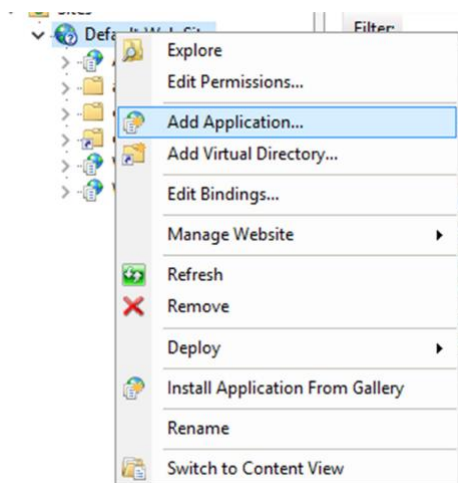 Filter:
Explore
Edit Permissions...
Add Application...
Add Virtual Directory...
Edit Bindings...
Manage Website
Refresh
Remove
Deploy
Install Application From Gallery
Rename
Switch to Content View